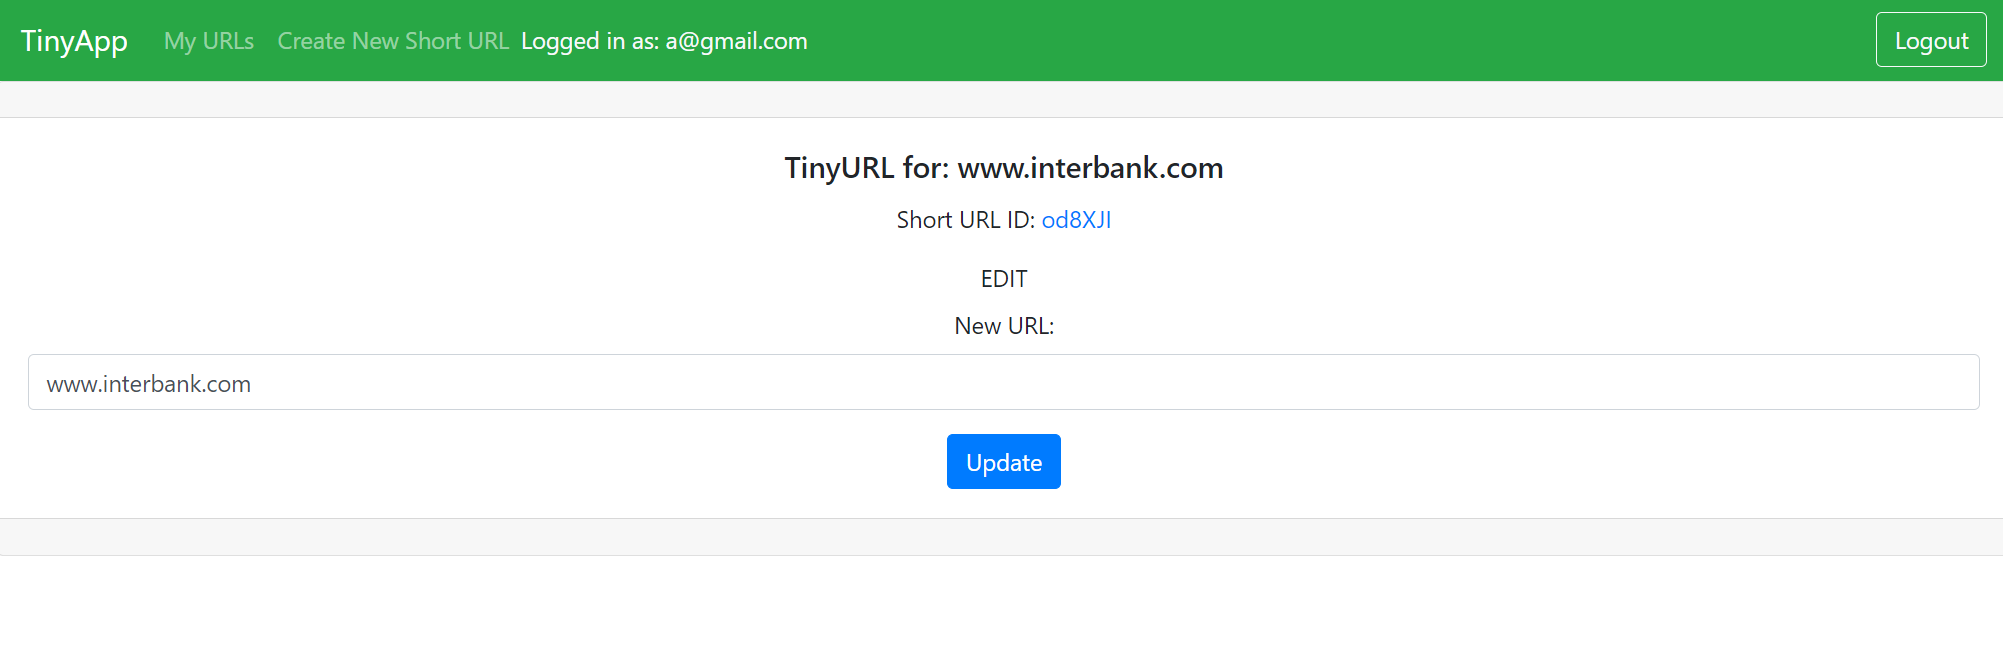 TinyApp My URLs Create New Short URL Logged in as: a@gmail.com Logout
TinyURL for: www.interbank.com
Short URL ID: od8XJI
EDIT
New URL:
www.interbank.com
Update